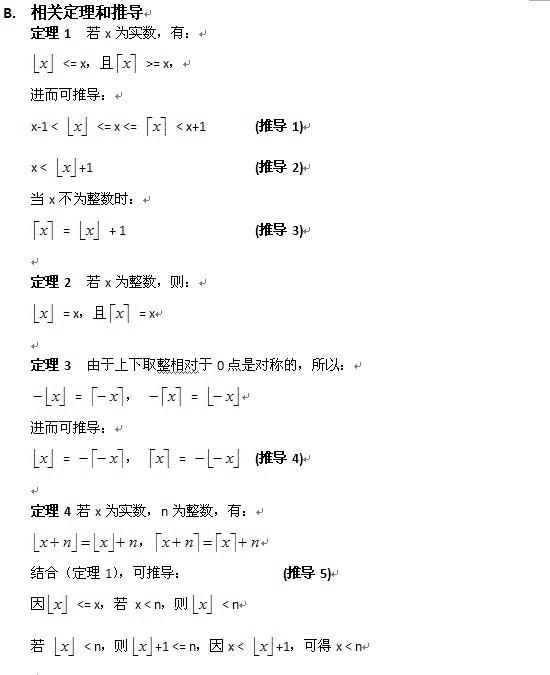 B. 相关定理和推导
定理 1 若 x 为实数，有：
⌊x⌋ <= x，且⌈x⌉ >= x，
进而可推导：
x-1 < ⌊x⌋ <= x <= ⌈x⌉ < x+1 (推导 1)
x < ⌊x⌋+1 (推导 2)
当 x 不为整数时：
⌈x⌉ = ⌊x⌋ + 1 (推导 3)
定理 2 若 x 为整数，则：
⌊x⌋ = x，且⌈x⌉ = x
定理 3 由于上下取整相对于 0 点是对称的，所以：
−⌊x⌋ = ⌈−x⌉， −⌈x⌉ = ⌊−x⌋
进而可推导：
⌊x⌋ = −⌈−x⌉， ⌈x⌉ = −⌊−x⌋ (推导 4)
定理 4 若 x 为实数，n 为整数，有：
⌊x+n⌋=⌊x⌋+n，⌈x+n⌉=⌈x⌉+n
结合（定理 1），可推导： (推导 5)
因⌊x⌋ <= x，若 x < n，则⌊x⌋ < n
若 ⌊x⌋ < n，则⌊x⌋+1 <= n，因 x < ⌊x⌋+1，可得 x < n